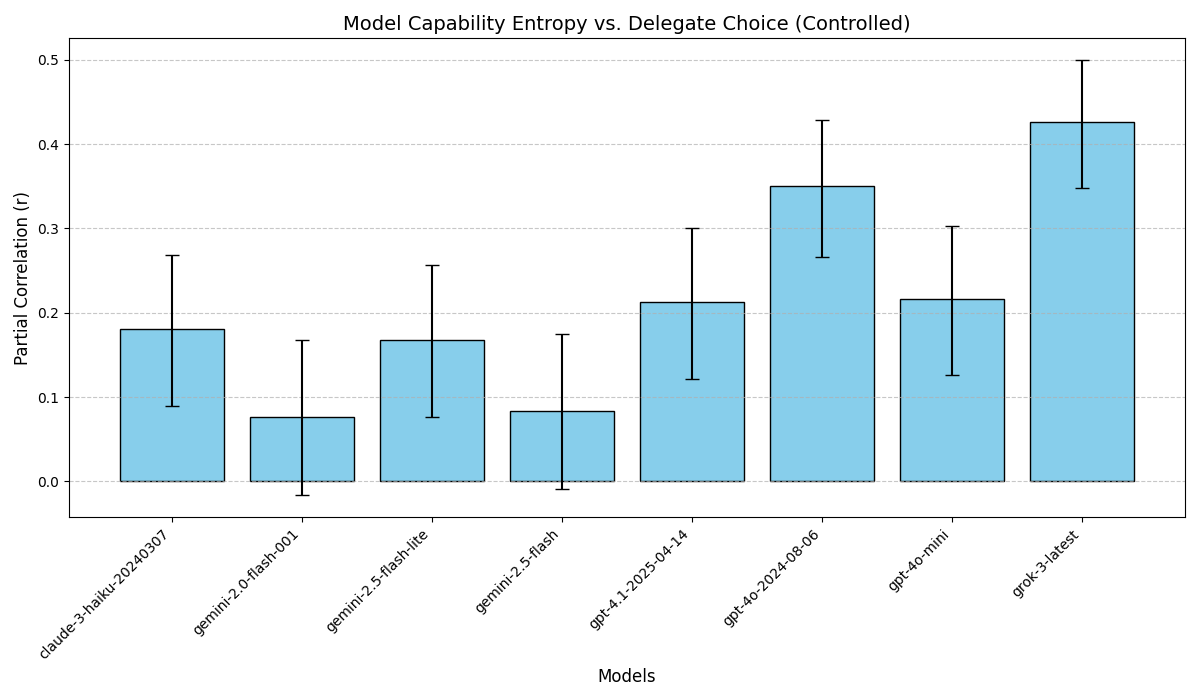 Model Capability Entropy vs. Delegate Choice (Controlled)
Partial Correlation (r)
0.5
0.4
0.3
0.2
0.1
0.0
claude-3-haiku-20240307
gemini-2.0-flash-001
gemini-2.5-flash-lite
gemini-2.5-flash
gpt-4.1-2025-04-14
gpt-4o-2024-08-06
gpt-4o-mini
grok-3-latest
Models